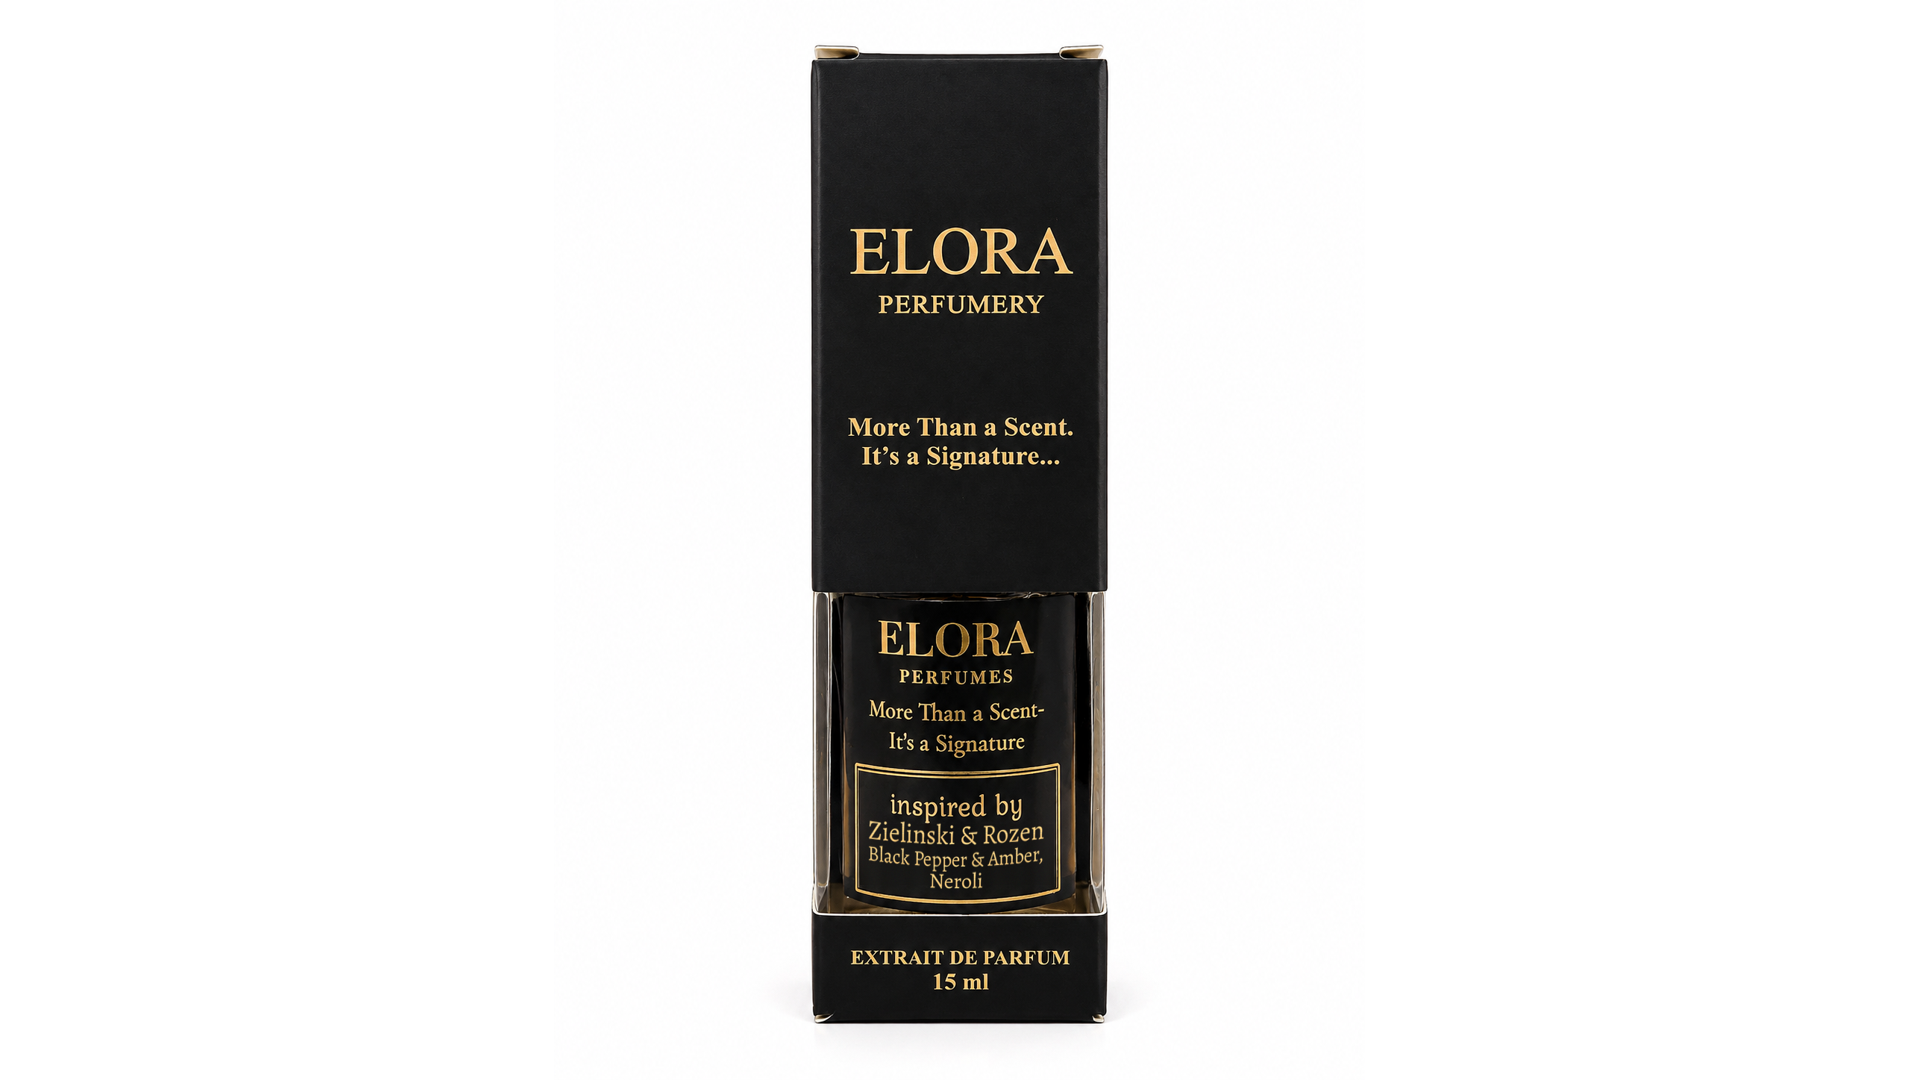 ELORA
PERFUMERY
More Than a Scent.
It's a Signature...
ELORA
PERFUMES
More Than a Scent-
It's a Signature
inspired by
Zielinski & Rozen
Black Pepper & Amber,
Neroli
EXTRAIT DE PARFUM
15 ml